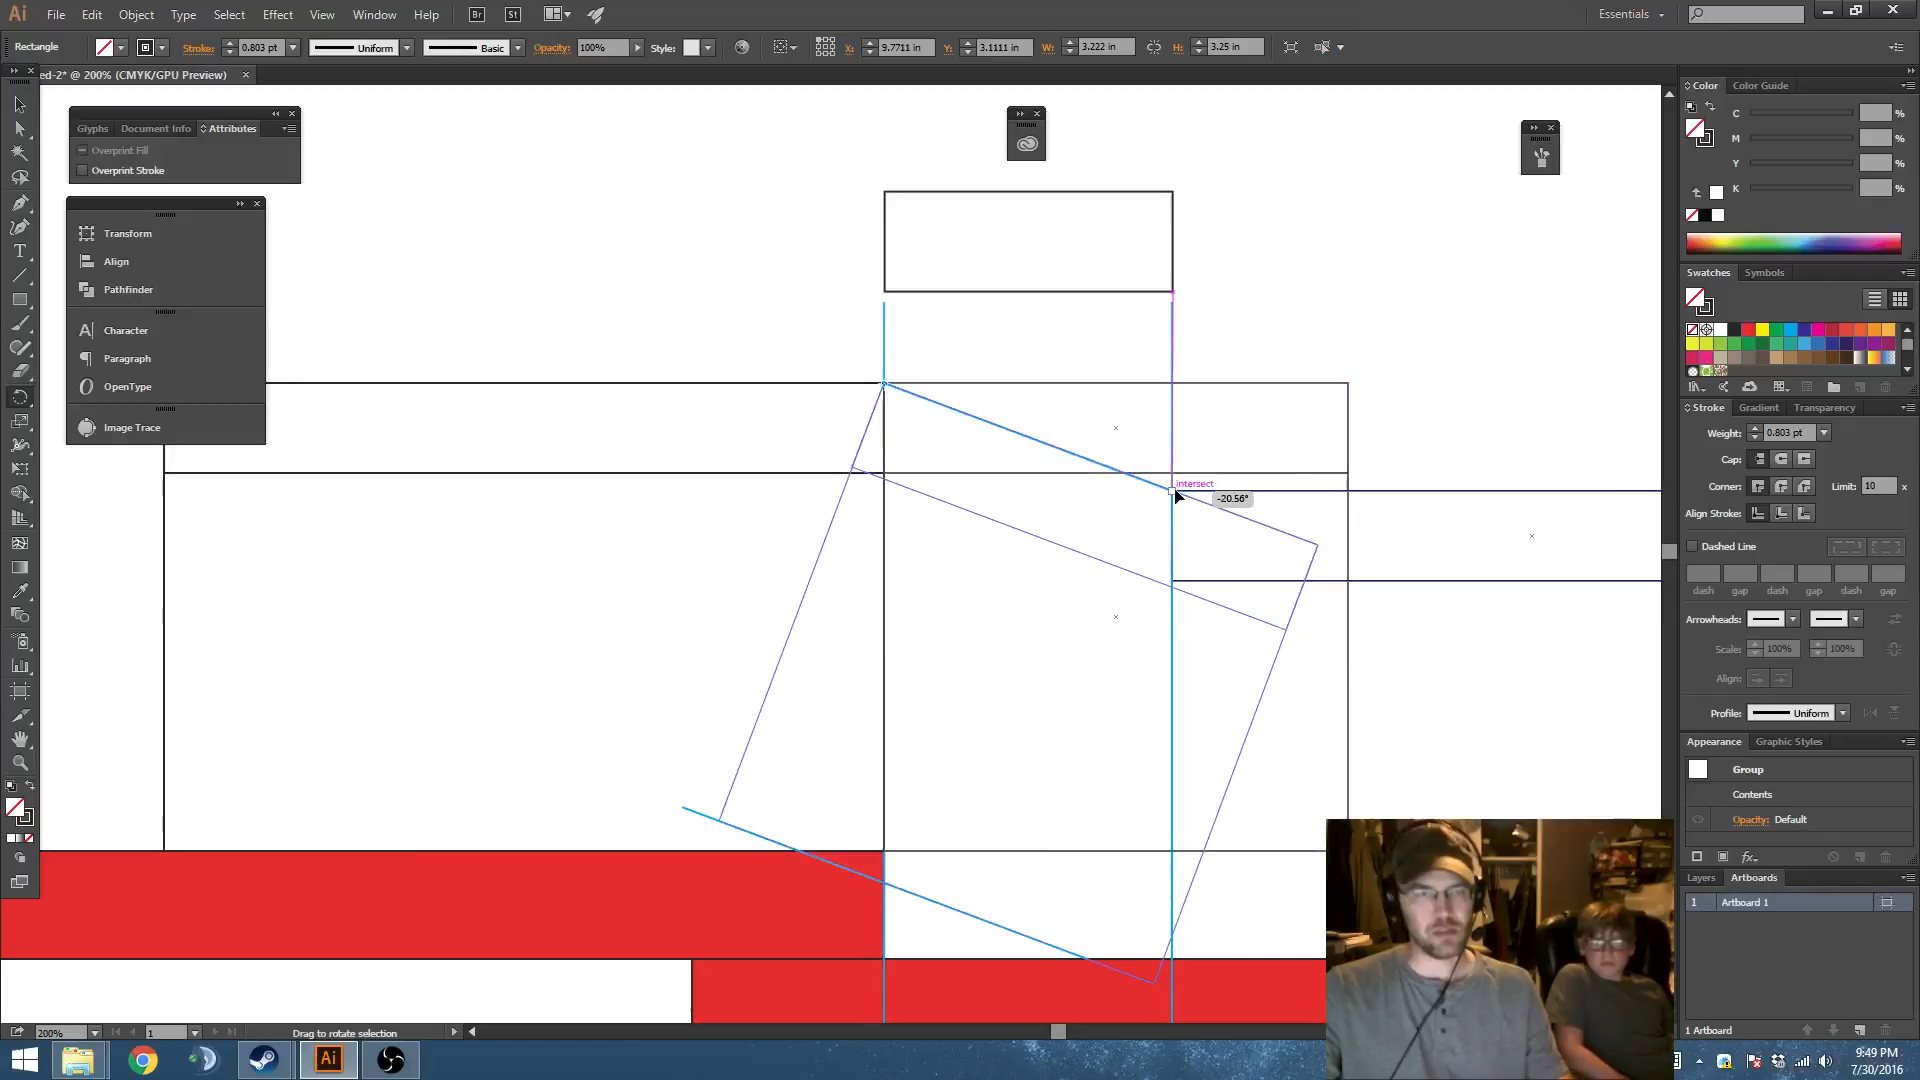 Ai File Edit Object Type Select Effect View Window Help Br St Essentials
Rectangle Stroke: 0.803 pt Uniform Basic Opacity: 100% Style: X: 9.7711 in Y: 3.1111 in W: 3.222 in H: 3.25 in
ed-2* @ 200% (CMYK/GPU Preview)
Glyphs Document Info Attributes
Overprint Fill
Overprint Stroke
Transform
Align
Pathfinder
Character
Paragraph
OpenType
Image Trace
intersect
-20.56°
Color Color Guide
C %
M %
Y %
K %
Swatches Symbols
Stroke Gradient Transparency
Weight: 0.803 pt
Cap:
Corner: Limit: 10 x
Align Stroke:
Dashed Line
dash gap dash gap dash gap
Arrowheads:
Scale: 100% 100%
Align:
Profile: Uniform
Appearance Graphic Styles
Group
Contents
Opacity: Default
fx
Layers Artboards
1 Artboard 1
1 Artboard
200% 1 Drag to rotate selection
Ai
9:49 PM
7/30/2016